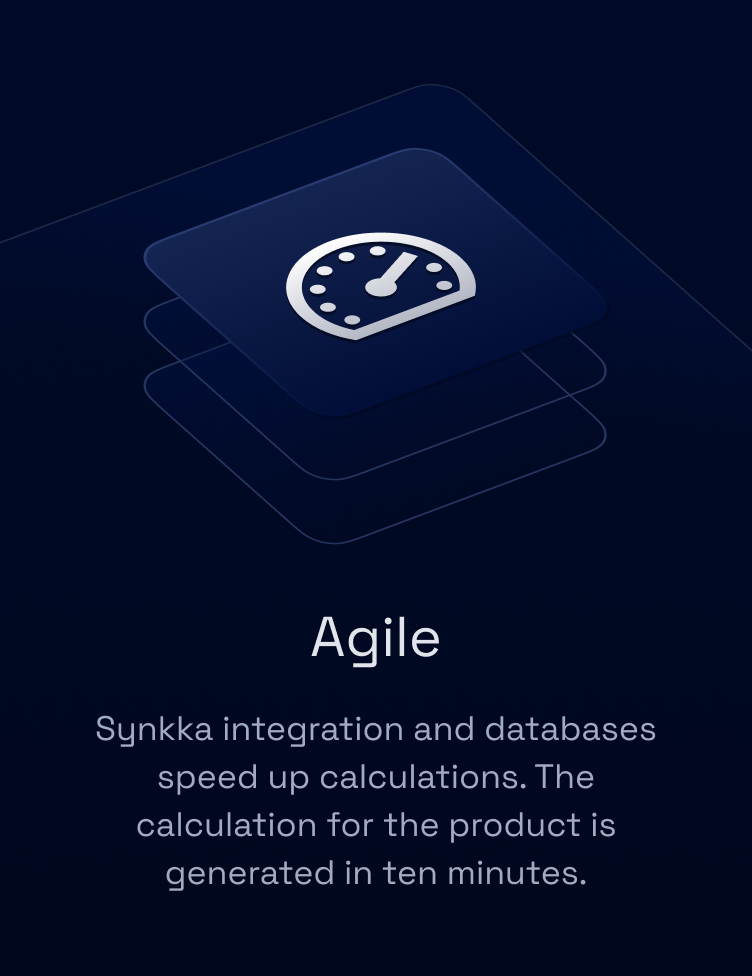 Agile
Synkka integration and databases
speed up calculations. The
calculation for the product is
generated in ten minutes.